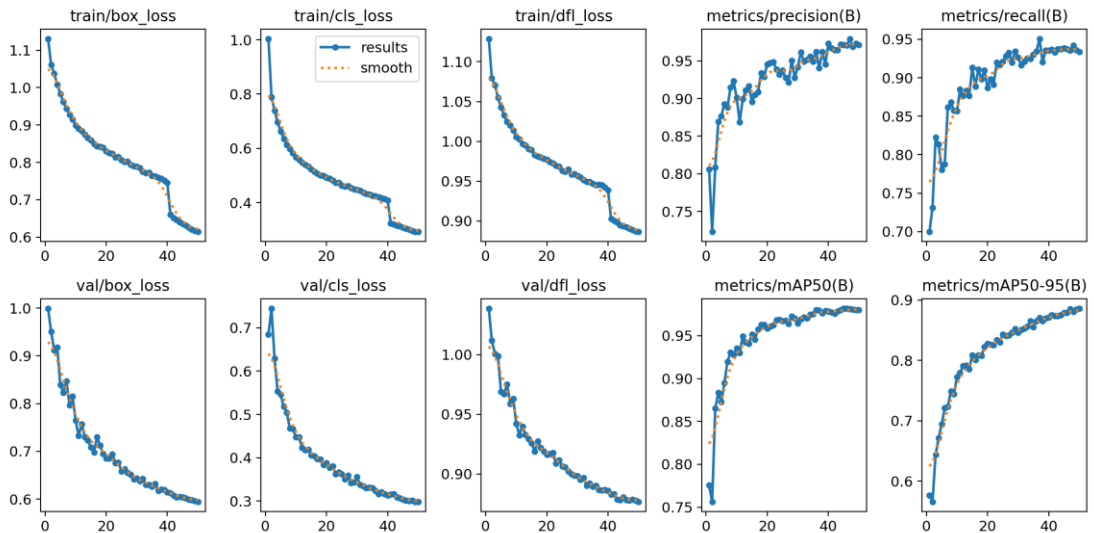 train/box_loss
train/cls_loss
train/dfl_loss
metrics/precision(B)
metrics/recall(B)
1.1
1.0
0.9
0.8
0.7
0.6
0 20 40
1.0
0.8
0.6
0.4
0 20 40
results
smooth
1.10
1.05
1.00
0.95
0.90
0 20 40
0.95
0.90
0.85
0.80
0.75
0 20 40
0.95
0.90
0.85
0.80
0.75
0.70
0 20 40
val/box_loss
val/cls_loss
val/dfl_loss
metrics/mAP50(B)
metrics/mAP50-95(B)
1.0
0.9
0.8
0.7
0.6
0 20 40
0.7
0.6
0.5
0.4
0.3
0 20 40
1.00
0.95
0.90
0 20 40
0.95
0.90
0.85
0.80
0.75
0 20 40
0.9
0.8
0.7
0.6
0 20 40